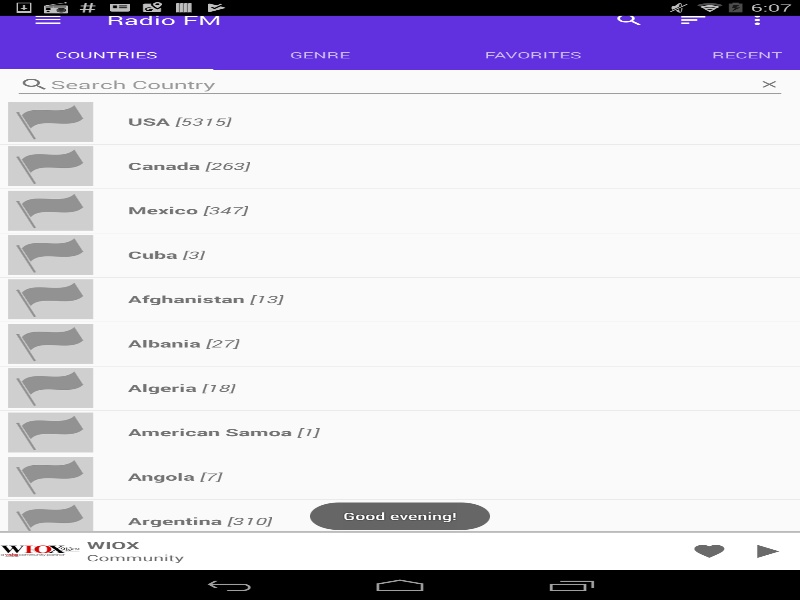 6:07
Radio FM
COUNTRIES GENRE FAVORITES RECENT
Search Country
USA [5315]
Canada [263]
Mexico [347]
Cuba [3]
Afghanistan [13]
Albania [27]
Algeria [18]
American Samoa [1]
Angola [7]
Argentina [310]
Good evening!
WIOX
WIOX
Community